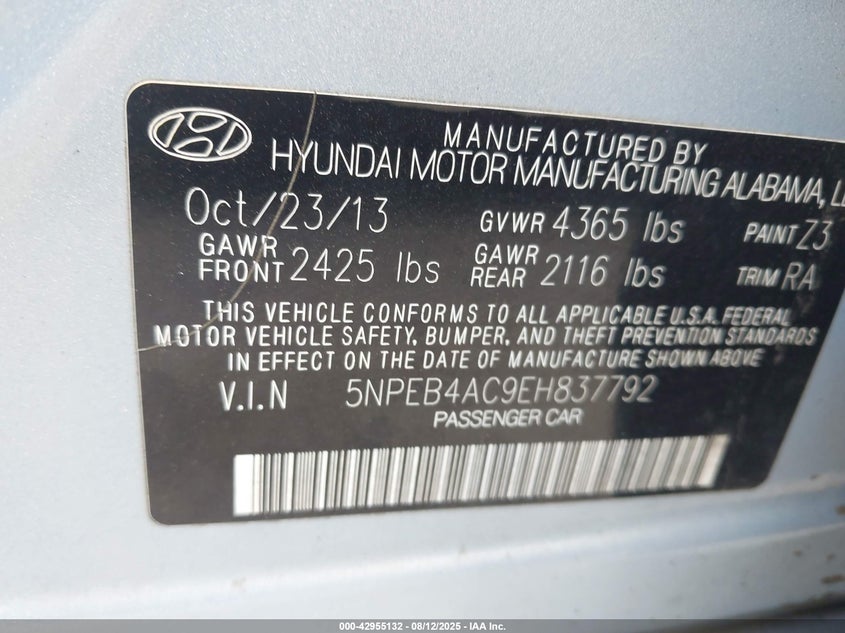 MANUFACTURED BY
HYUNDAI MOTOR MANUFACTURING ALABAMA,
Oct/23/13 GVWR 4365 lbs PAINT Z3
GAWR FRONT 2425 lbs GAWR REAR 2116 lbs TRIM RA
THIS VEHICLE CONFORMS TO ALL APPLICABLE U.S.A. FEDERAL
MOTOR VEHICLE SAFETY, BUMPER, AND THEFT PREVENTION STANDARDS
IN EFFECT ON THE DATE OF MANUFACTURE SHOWN ABOVE
V.I.N 5NPEB4AC9EH837792
PASSENGER CAR
000-42955132 - 08/12/2025 - IAA Inc.